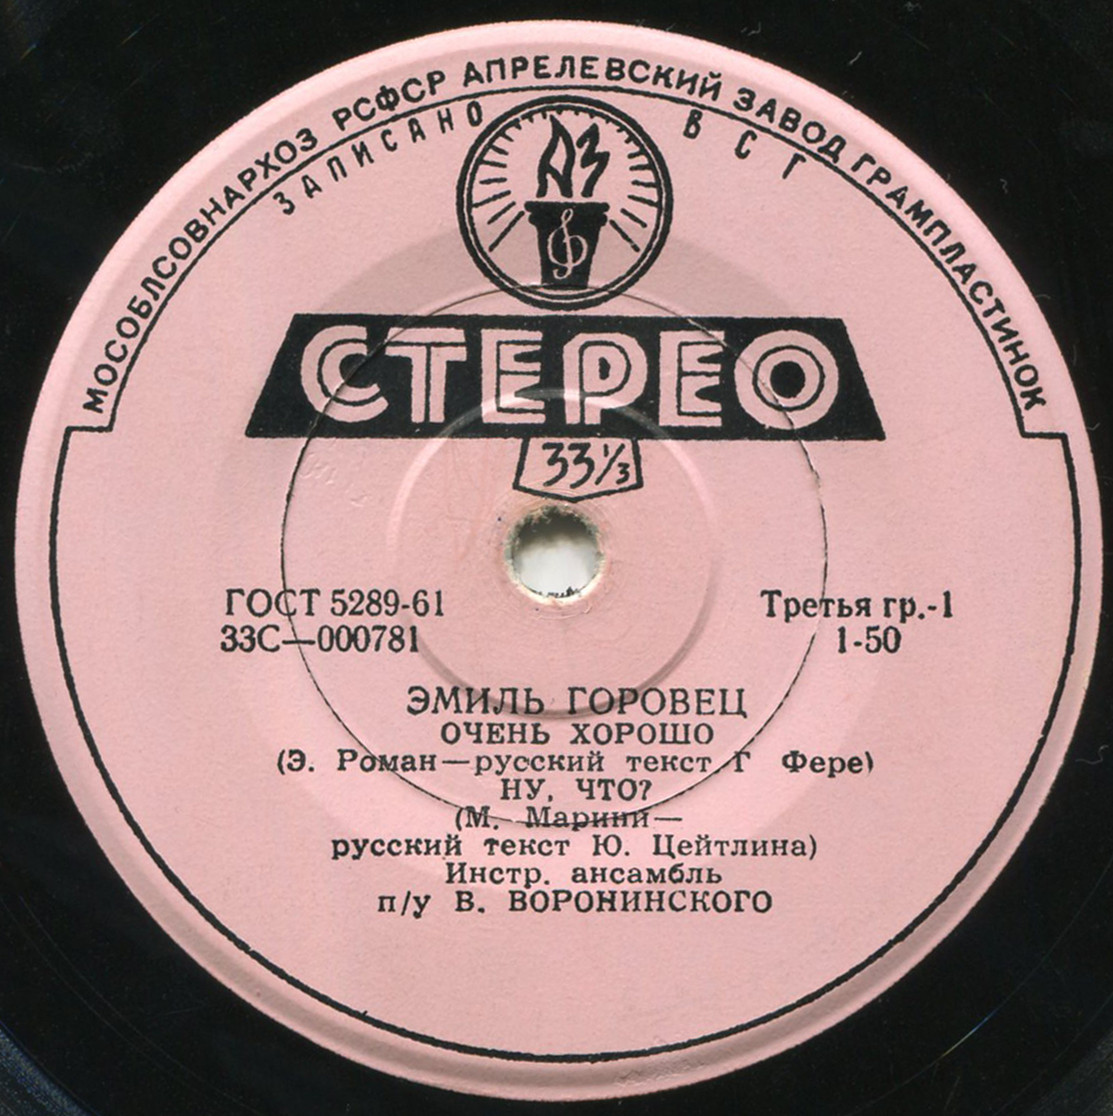 МОСОБЛСОВНАРХОЗ РСФСР АПРЕЛЕВСКИЙ ЗАВОД ГРАМПЛАСТИНОК
ЗАПИСАНО В СГ
АЗ
СТЕРЕО
33⅓
ГОСТ 5289-61
33С—000781
Третья гр.-1
1-50
ЭМИЛЬ ГОРОВЕЦ
ОЧЕНЬ ХОРОШО
(Э. Роман—русский текст Г Фере)
НУ, ЧТО?
(М. Марини—
русский текст Ю. Цейтлина)
Инстр. ансамбль
п/у В. ВОРОНИНСКОГО